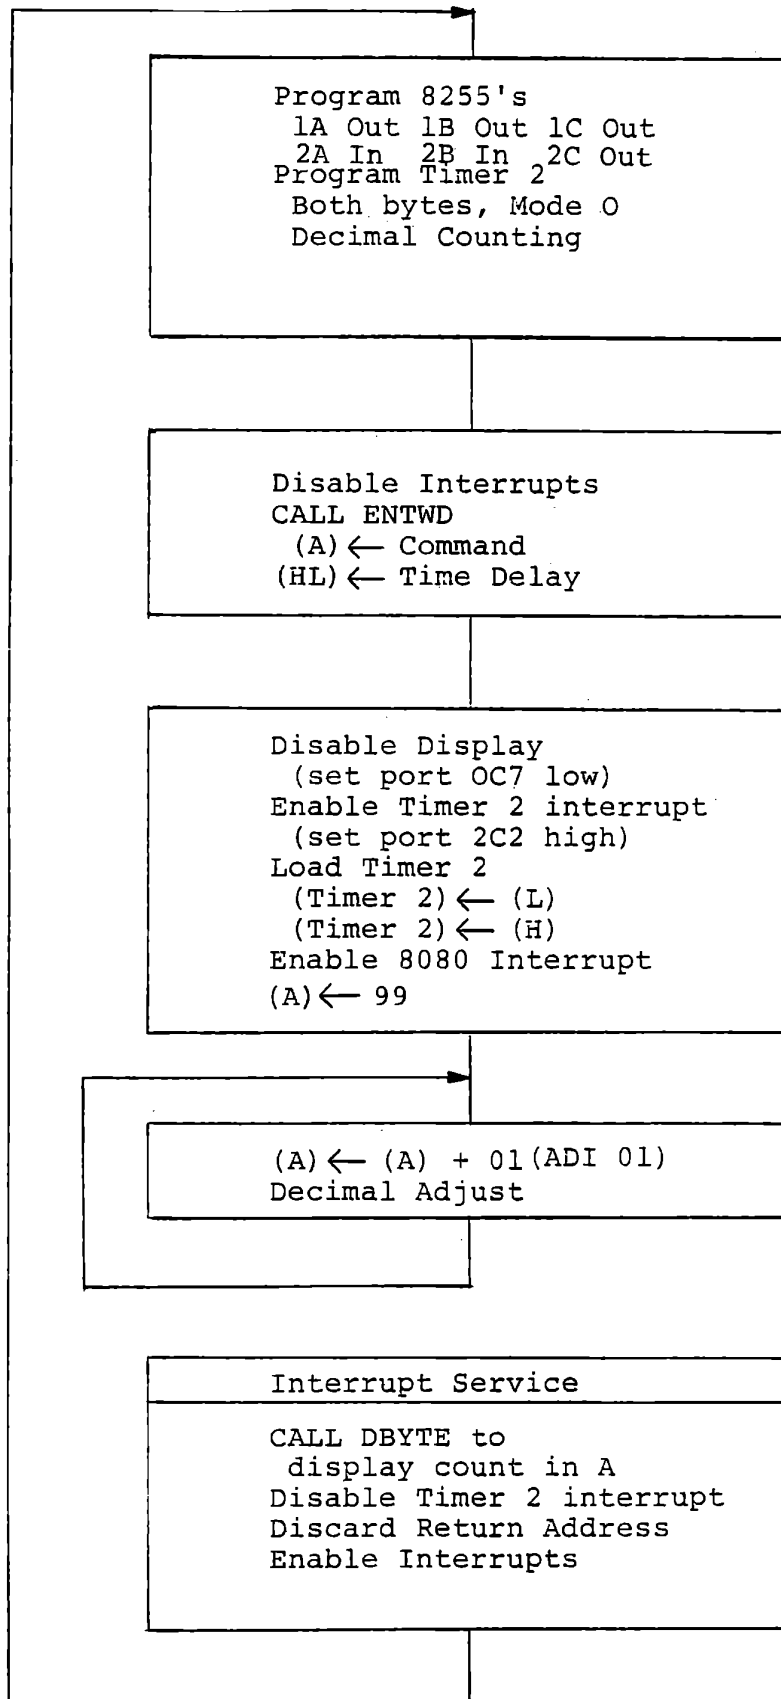 Program 8255's
1A Out 1B Out 1C Out
2A In 2B In 2C Out
Program Timer 2
Both bytes, Mode O
Decimal Counting
Disable Interrupts
CALL ENTWD
(A) ← Command
(HL) ← Time Delay
Disable Display
(set port OC7 low)
Enable Timer 2 interrupt
(set port 2C2 high)
Load Timer 2
(Timer 2) ← (L)
(Timer 2) ← (H)
Enable 8080 Interrupt
(A) ← 99
(A) ← (A) + 01 (ADI 01)
Decimal Adjust
Interrupt Service
CALL DBYTE to
display count in A
Disable Timer 2 interrupt
Discard Return Address
Enable Interrupts